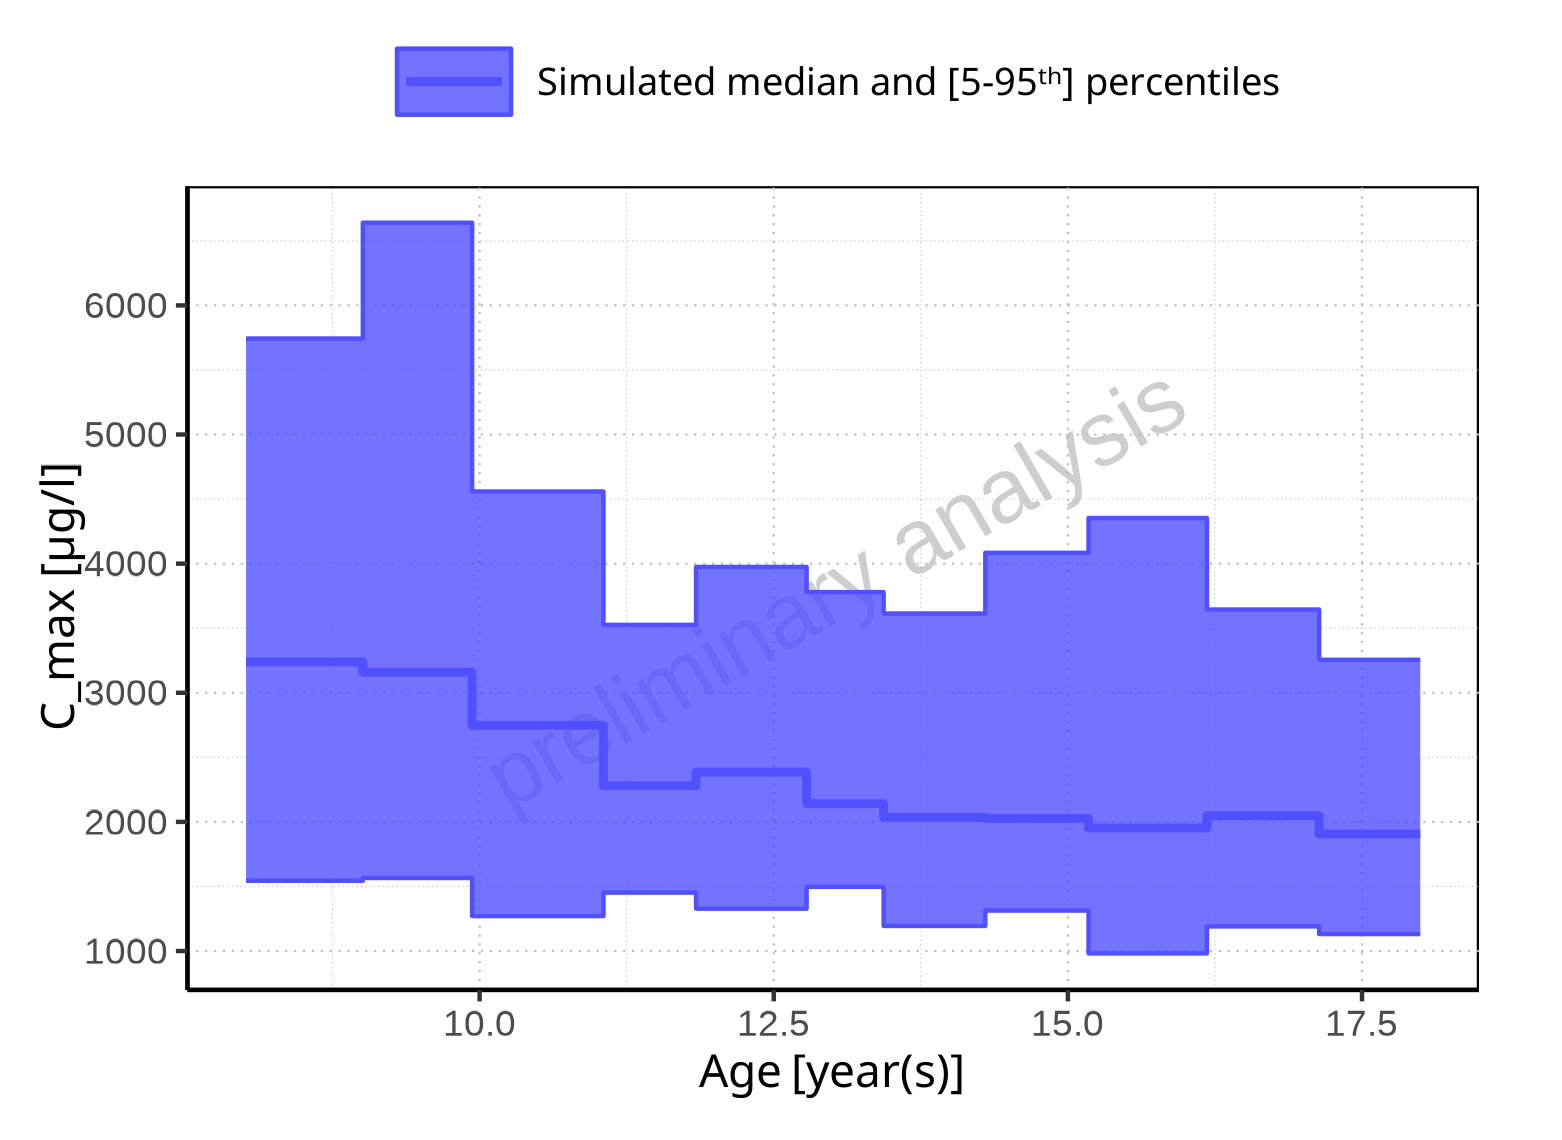 Simulated median and [5-95ᵗʰ] percentiles
6000
5000
4000
3000
2000
1000
C_max [µg/l]
preliminary analysis
10.0 12.5 15.0 17.5
Age [year(s)]